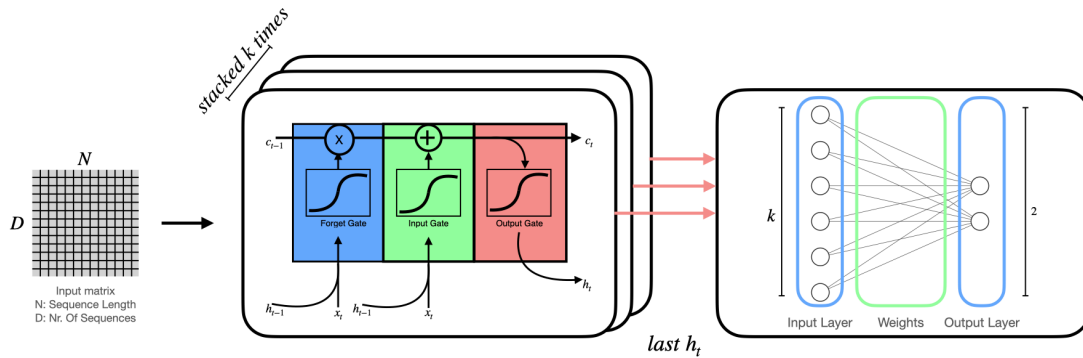 stacked k times
N
D
Input matrix
N: Sequence Length
D: Nr. Of Sequences
c_{t-1}
X
+
c_t
Forget Gate
Input Gate
Output Gate
h_{t-1}
x_t
h_{t-1}
x_t
h_t
last h_t
k
2
Input Layer
Weights
Output Layer